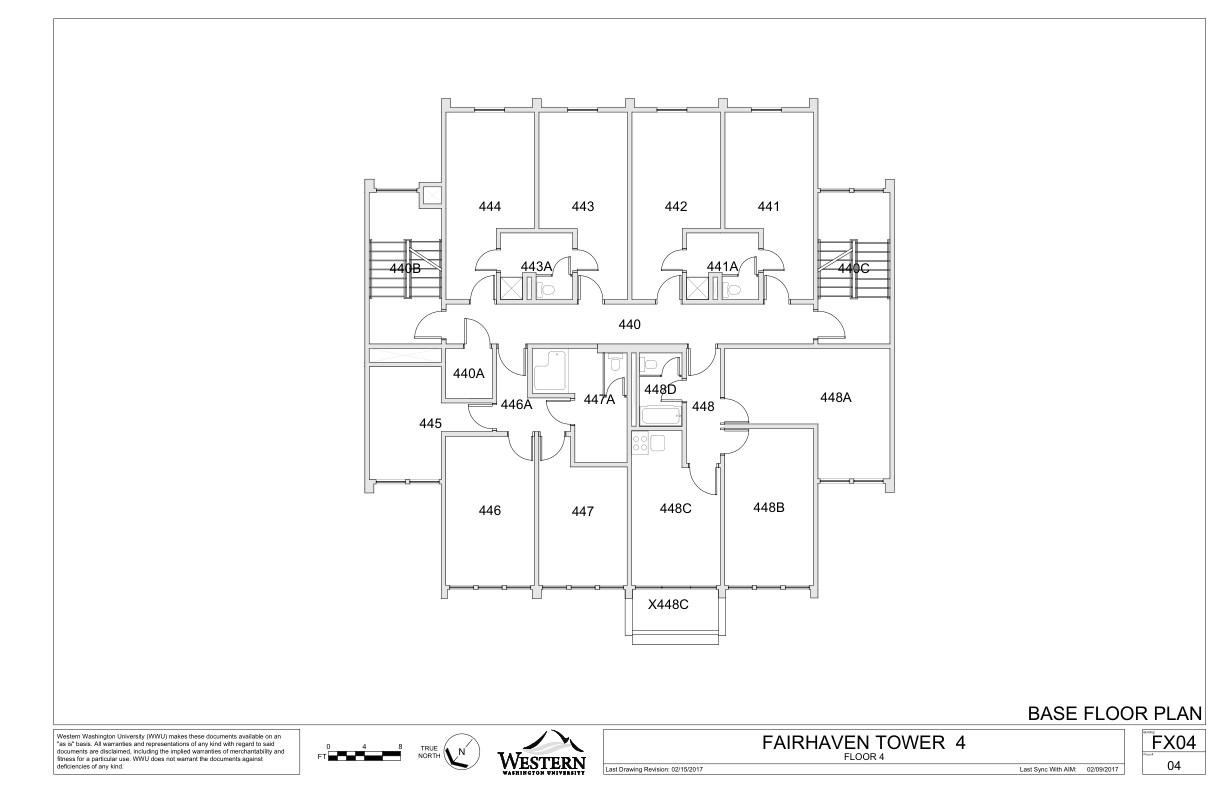 444
443
442
441
440B
443A
441A
440C
440
440A
446A
447A
448D
448
448A
445
446
447
448C
448B
X448C
BASE FLOOR PLAN
Western Washington University (WWU) makes these documents available on an
"as is" basis. All warranties and representations of any kind with regard to said
documents are disclaimed, including the implied warranties of merchantability and
fitness for a particular use. WWU does not warrant the documents against
deficiencies of any kind.
0 4 8
FT
TRUE
NORTH
N
WESTERN
WASHINGTON UNIVERSITY
FAIRHAVEN TOWER 4
FLOOR 4
Last Drawing Revision: 02/15/2017
Last Sync With AIM: 02/09/2017
FX04
04